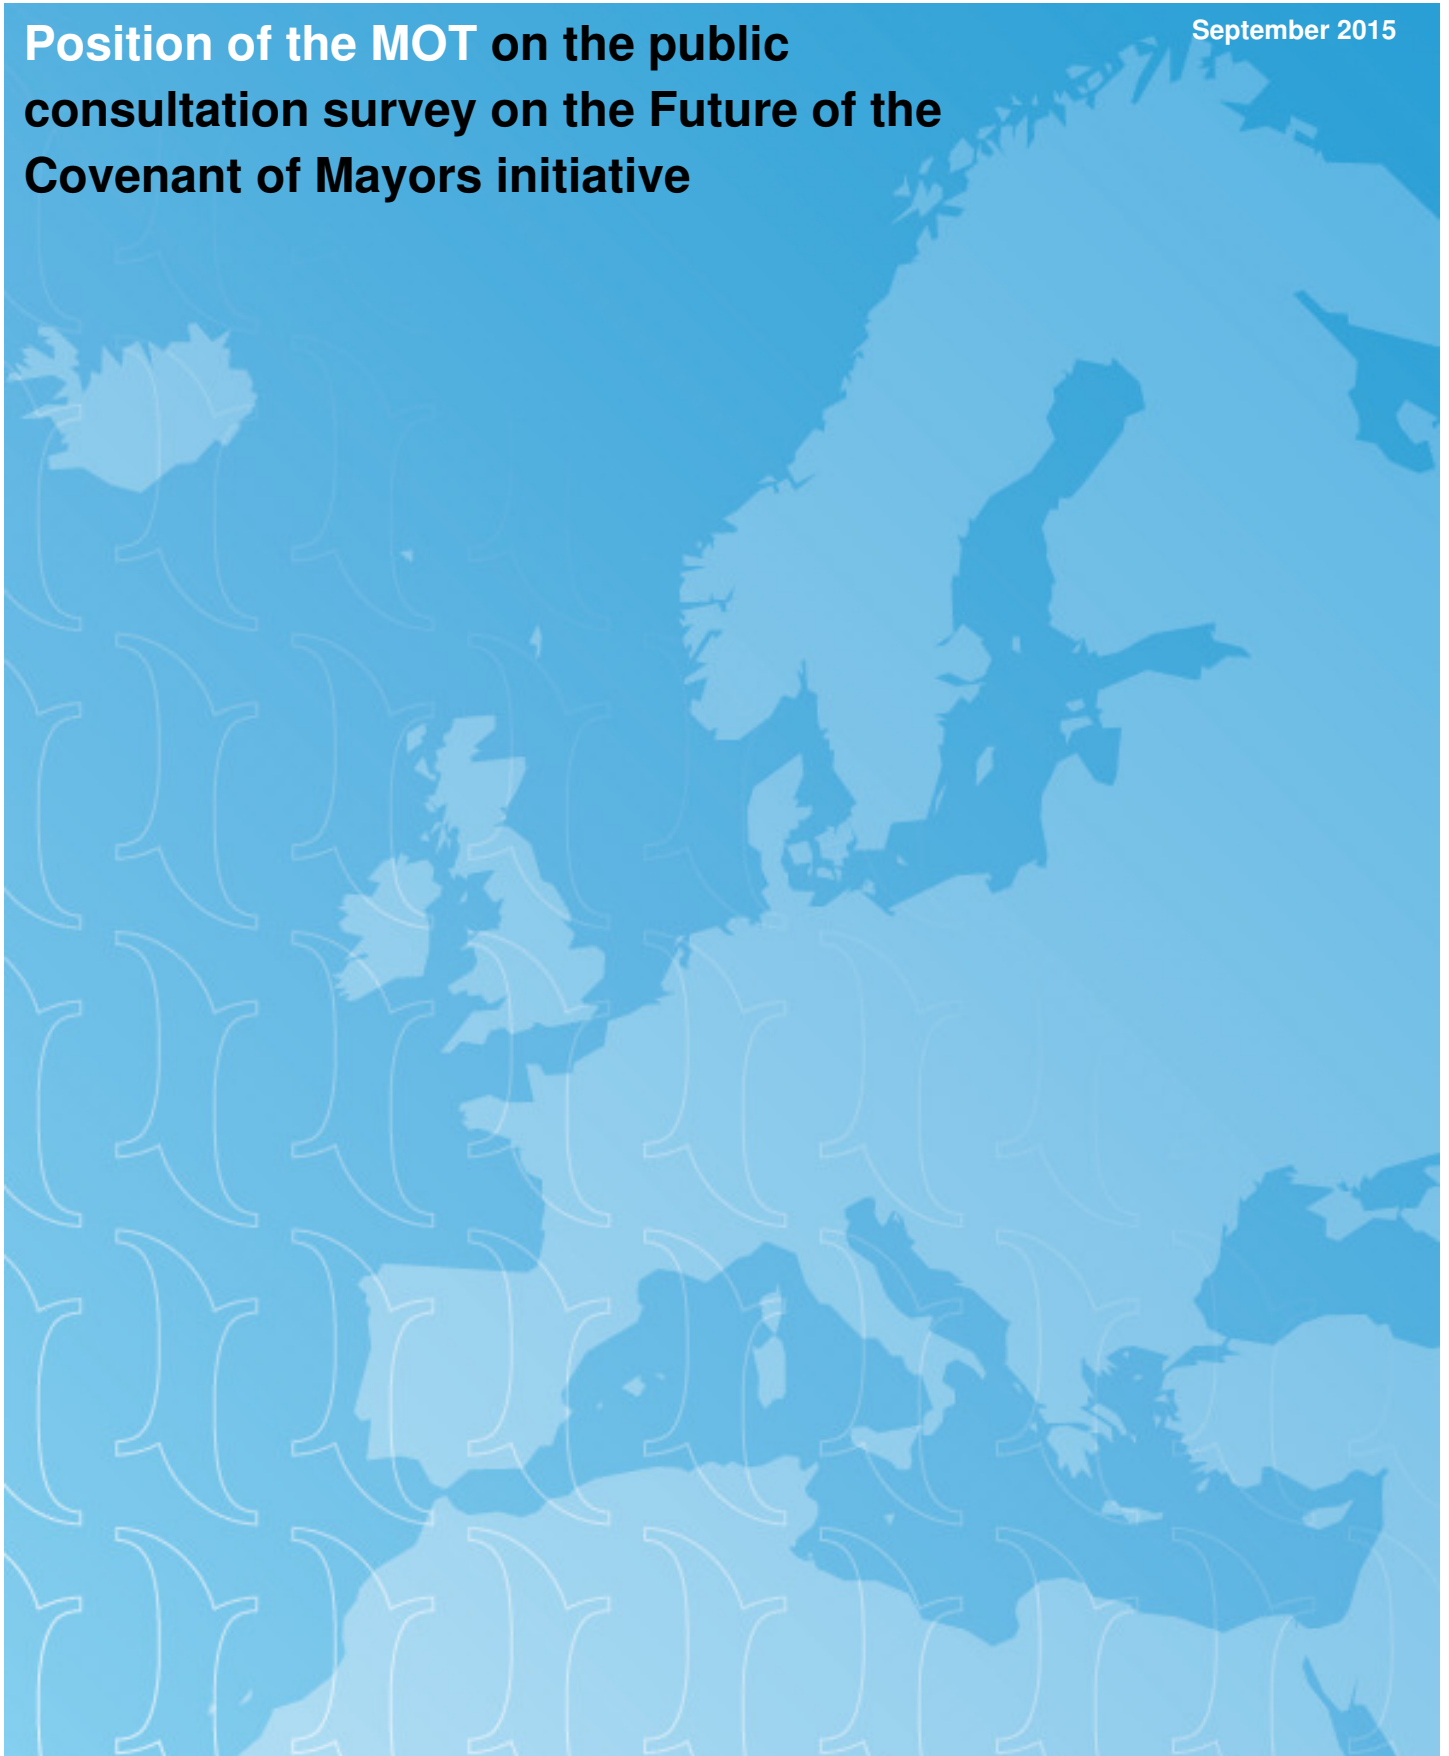 Position of the MOT on the public
consultation survey on the Future of the
Covenant of Mayors initiative
September 2015